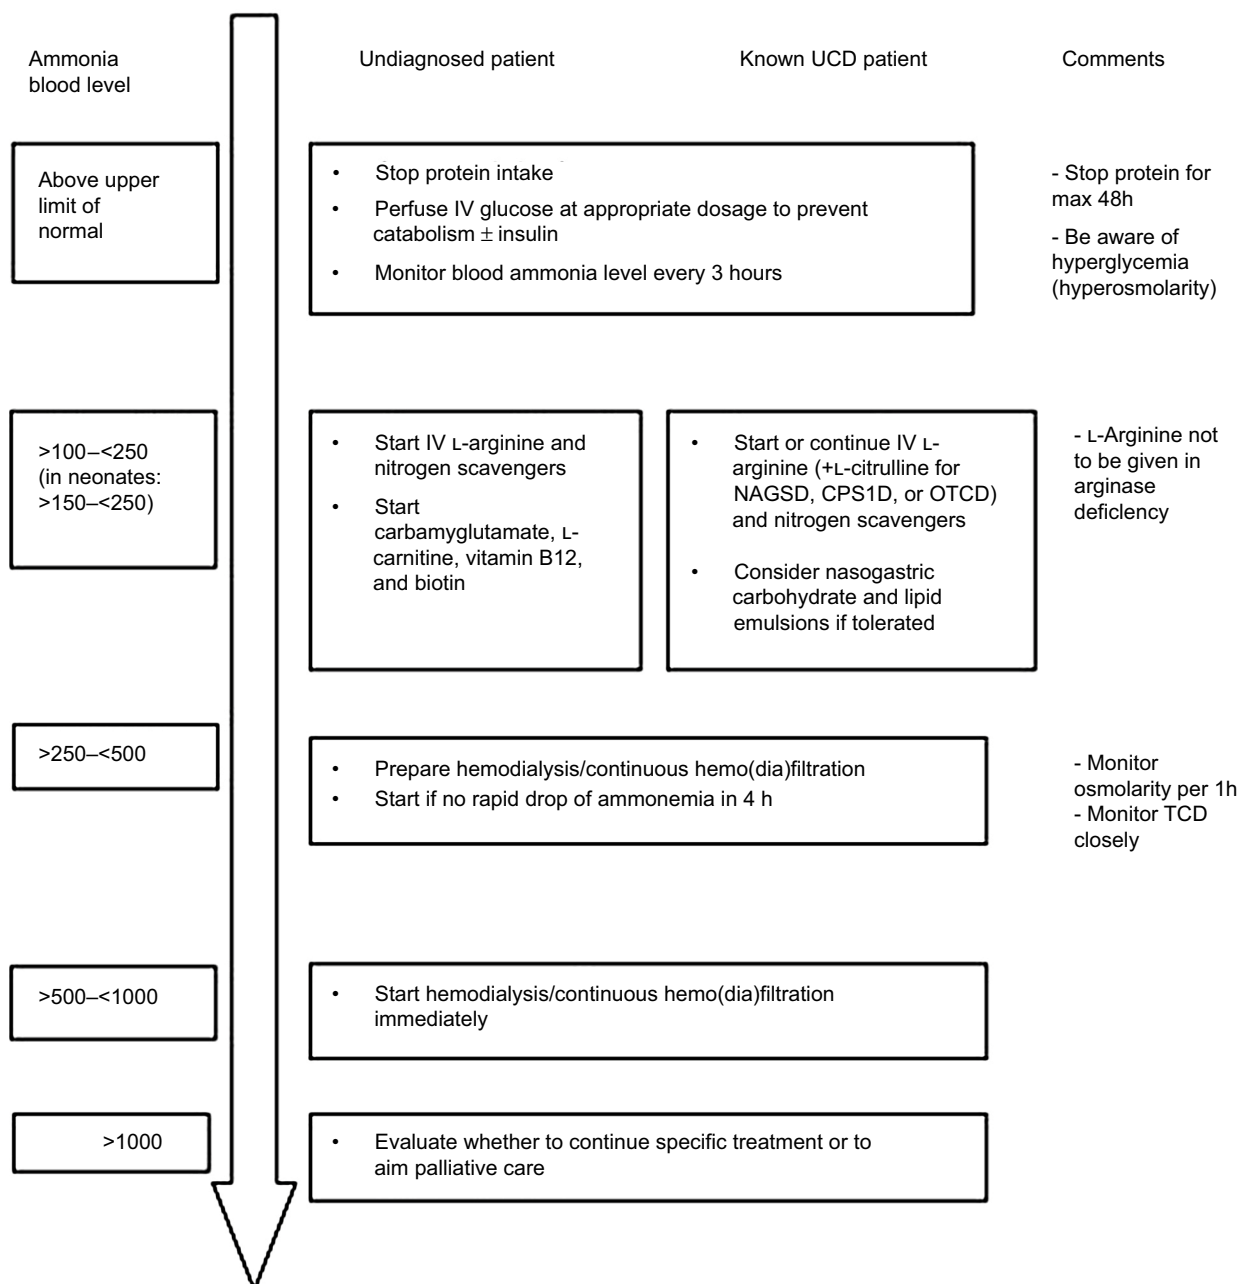 Ammonia
blood level
Undiagnosed patient
Known UCD patient
Comments
Above upper
limit of
normal
• Stop protein intake
• Perfuse IV glucose at appropriate dosage to prevent
catabolism ± insulin
• Monitor blood ammonia level every 3 hours
- Stop protein for
max 48h
- Be aware of
hyperglycemia
(hyperosmolarity)
>100–<250
(in neonates:
>150–<250)
• Start IV ʟ-arginine and
nitrogen scavengers
• Start
carbamyglutamate, ʟ-
carnitine, vitamin B12,
and biotin
• Start or continue IV ʟ-
arginine (+ʟ-citrulline for
NAGSD, CPS1D, or OTCD)
and nitrogen scavengers
• Consider nasogastric
carbohydrate and lipid
emulsions if tolerated
- ʟ-Arginine not
to be given in
arginase
deficlency
>250–<500
• Prepare hemodialysis/continuous hemo(dia)filtration
• Start if no rapid drop of ammonemia in 4 h
- Monitor
osmolarity per 1h
- Monitor TCD
closely
>500–<1000
• Start hemodialysis/continuous hemo(dia)filtration
immediately
>1000
• Evaluate whether to continue specific treatment or to
aim palliative care